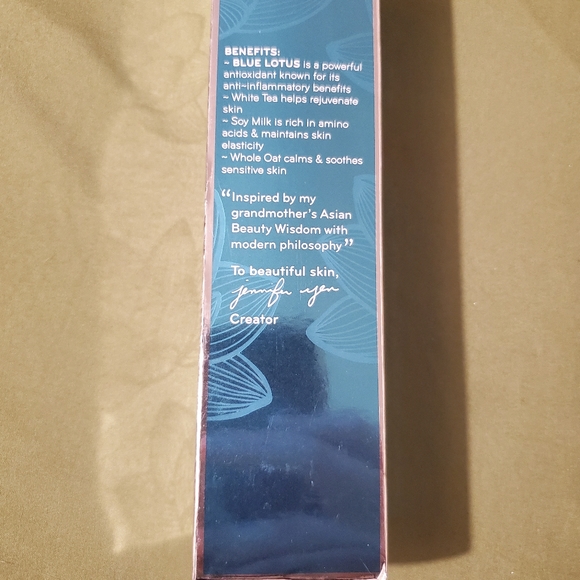 BENEFITS:
~ BLUE LOTUS is a powerful
antioxidant known for its
anti-inflammatory benefits
~ White Tea helps rejuvenate
skin
~ Soy Milk is rich in amino
acids & maintains skin
elasticity
~ Whole Oat calms & soothes
sensitive skin
“Inspired by my
grandmother's Asian
Beauty Wisdom with
modern philosophy”
To beautiful skin,
jennifer yen
Creator